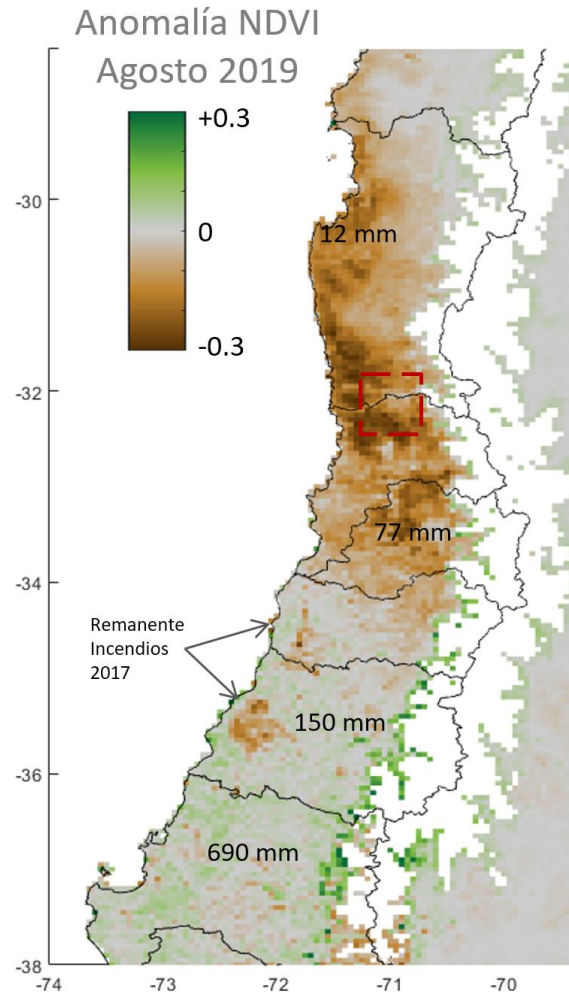 Anomalía NDVI
Agosto 2019
+0.3
0
-0.3
-30
12 mm
-32
77 mm
-34
Remanente
Incendios
2017
150 mm
-36
690 mm
-38
-74
-73
-72
-71
-70